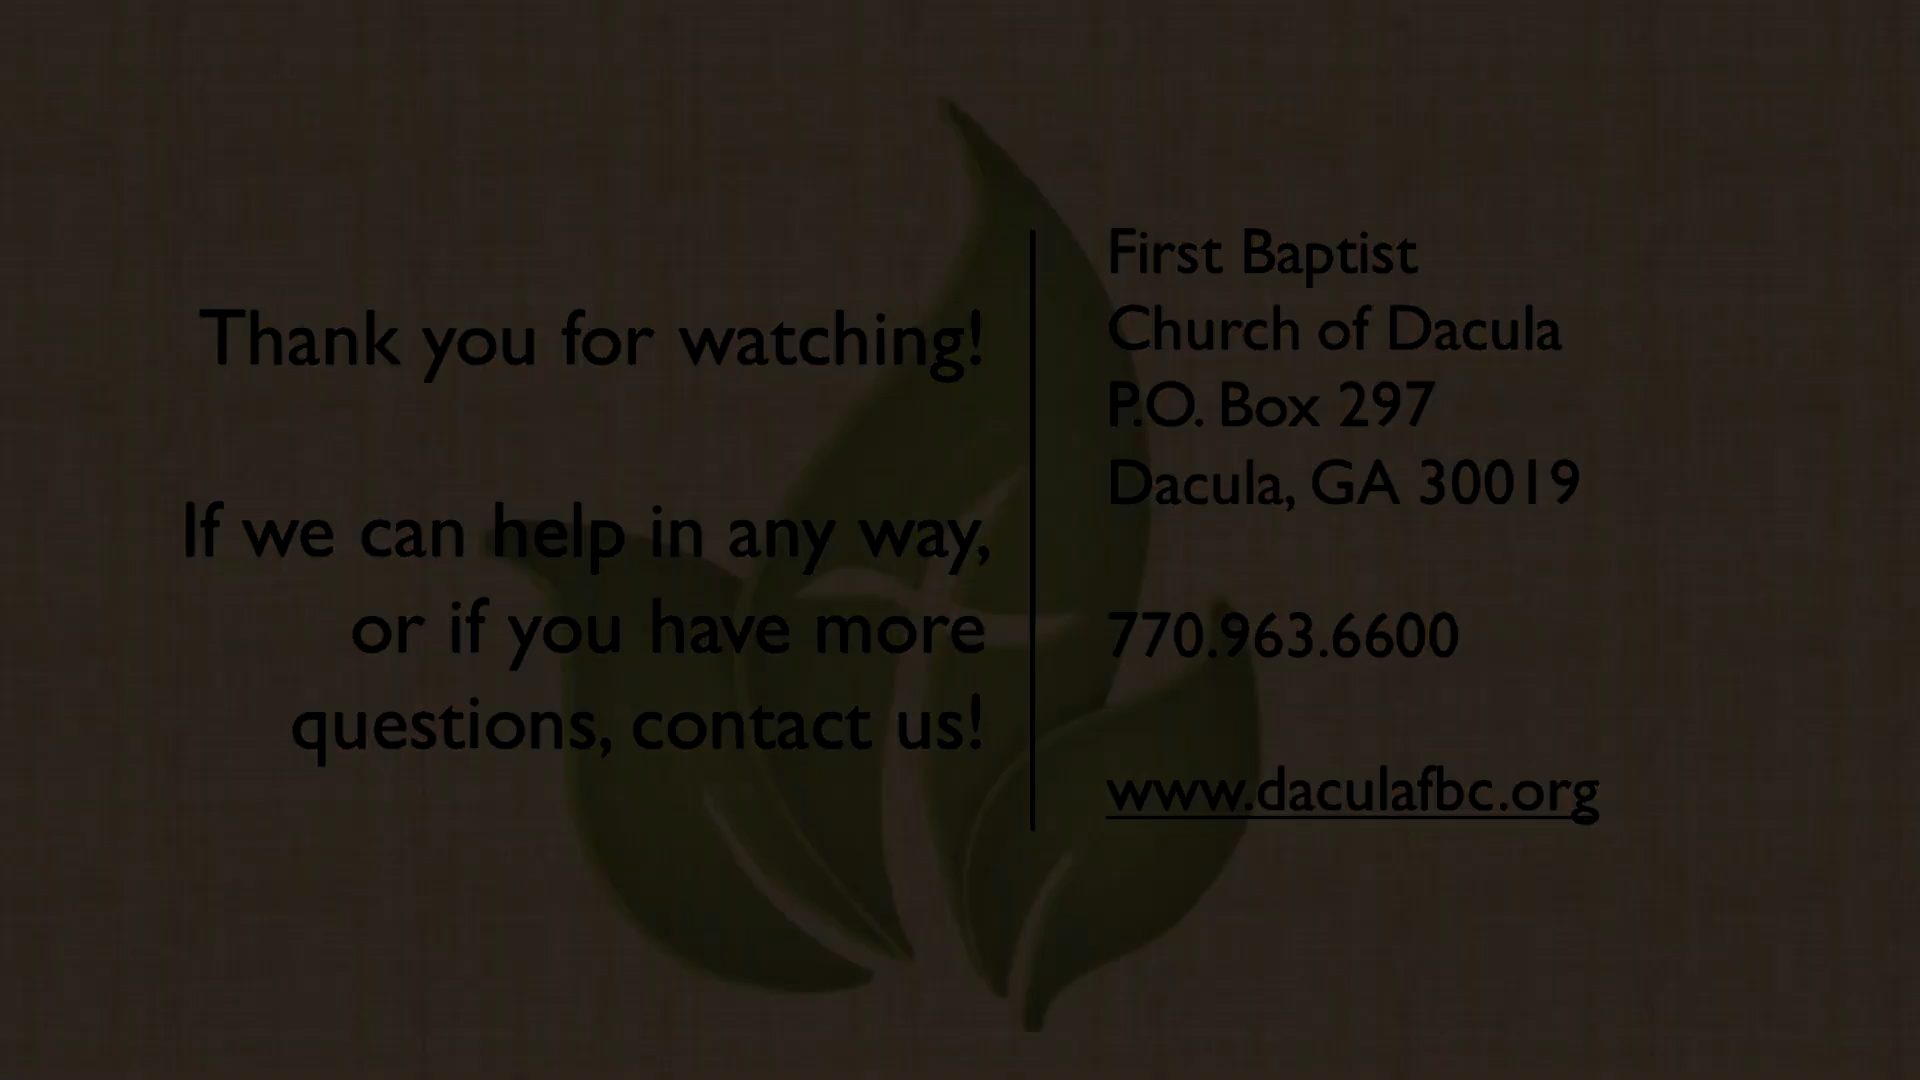 Thank you for watching!
If we can help in any way,
or if you have more
questions, contact us!
First Baptist
Church of Dacula
P.O. Box 297
Dacula, GA 30019
770.963.6600
www.daculafbc.org